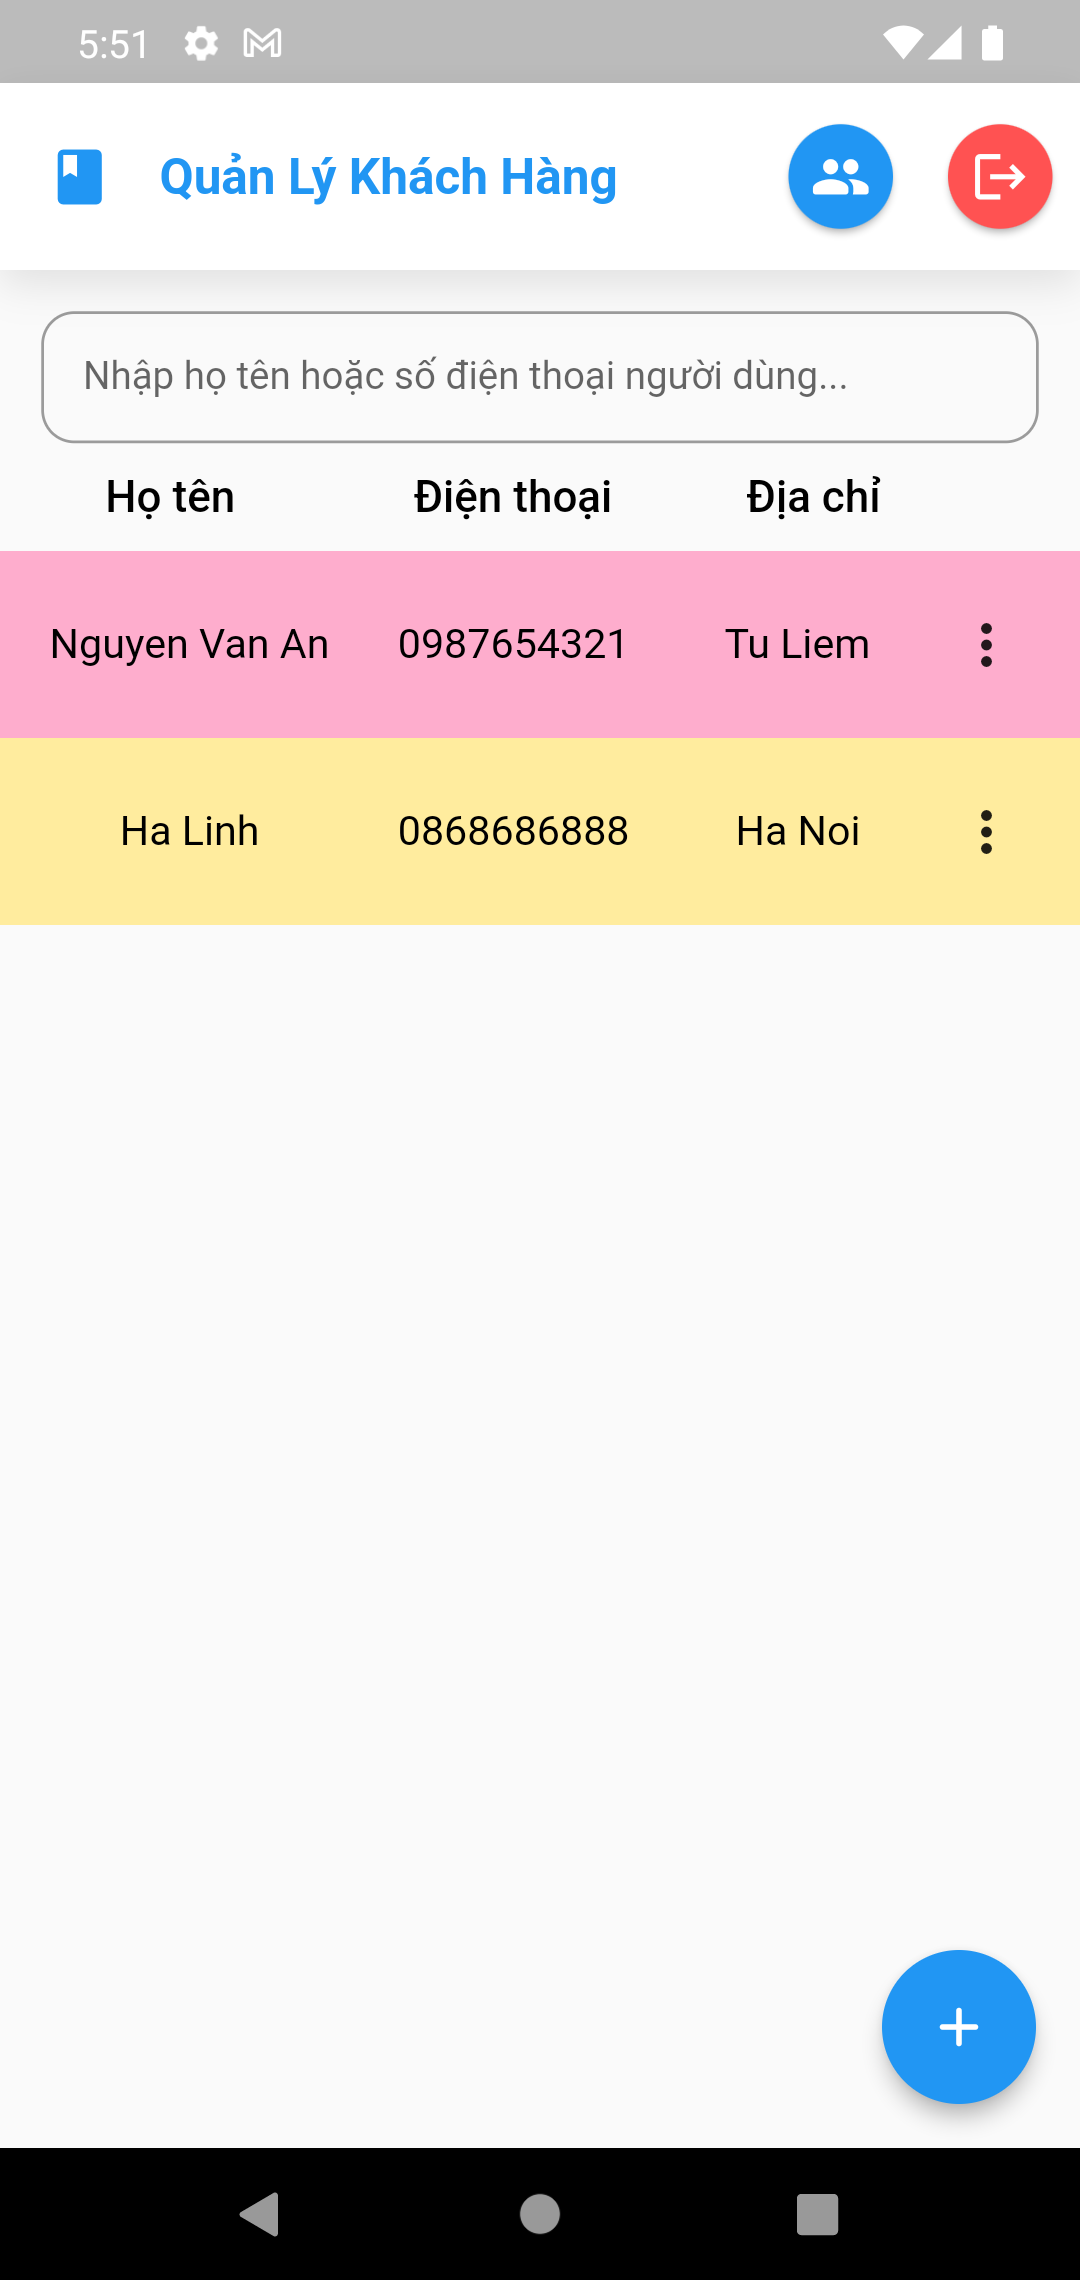 5:51
Quản Lý Khách Hàng
Nhập họ tên hoặc số điện thoại người dùng...
Họ tên Điện thoại Địa chỉ
Nguyen Van An 0987654321 Tu Liem
Ha Linh 0868686888 Ha Noi